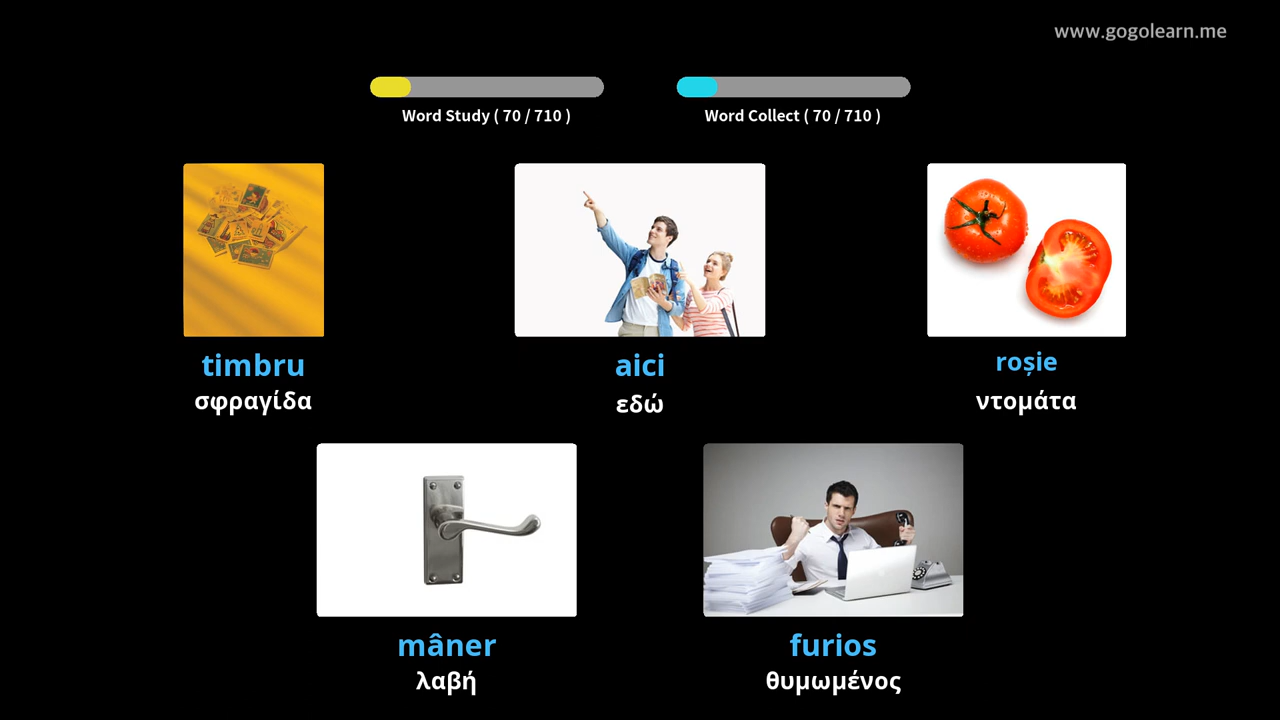 www.gogolearn.me
Word Study ( 70 / 710 )
Word Collect ( 70 / 710 )
timbru
σφραγίδα
aici
εδώ
roșie
ντομάτα
mâner
λαβή
furios
θυμωμένος